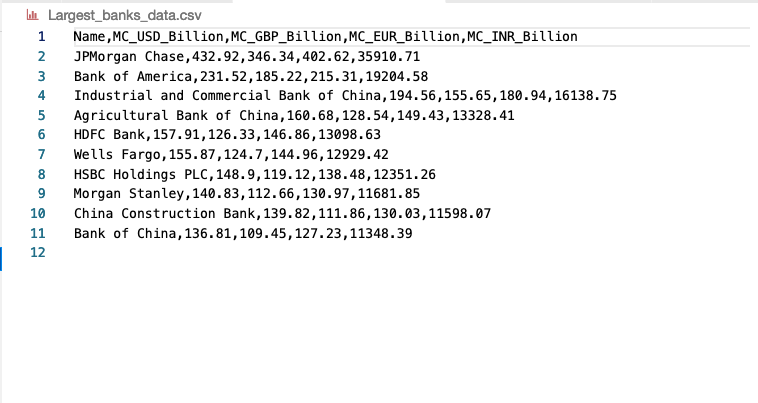 Largest_banks_data.csv
1 Name,MC_USD_Billion,MC_GBP_Billion,MC_EUR_Billion,MC_INR_Billion
2 JPMorgan Chase,432.92,346.34,402.62,35910.71
3 Bank of America,231.52,185.22,215.31,19204.58
4 Industrial and Commercial Bank of China,194.56,155.65,180.94,16138.75
5 Agricultural Bank of China,160.68,128.54,149.43,13328.41
6 HDFC Bank,157.91,126.33,146.86,13098.63
7 Wells Fargo,155.87,124.7,144.96,12929.42
8 HSBC Holdings PLC,148.9,119.12,138.48,12351.26
9 Morgan Stanley,140.83,112.66,130.97,11681.85
10 China Construction Bank,139.82,111.86,130.03,11598.07
11 Bank of China,136.81,109.45,127.23,11348.39
12